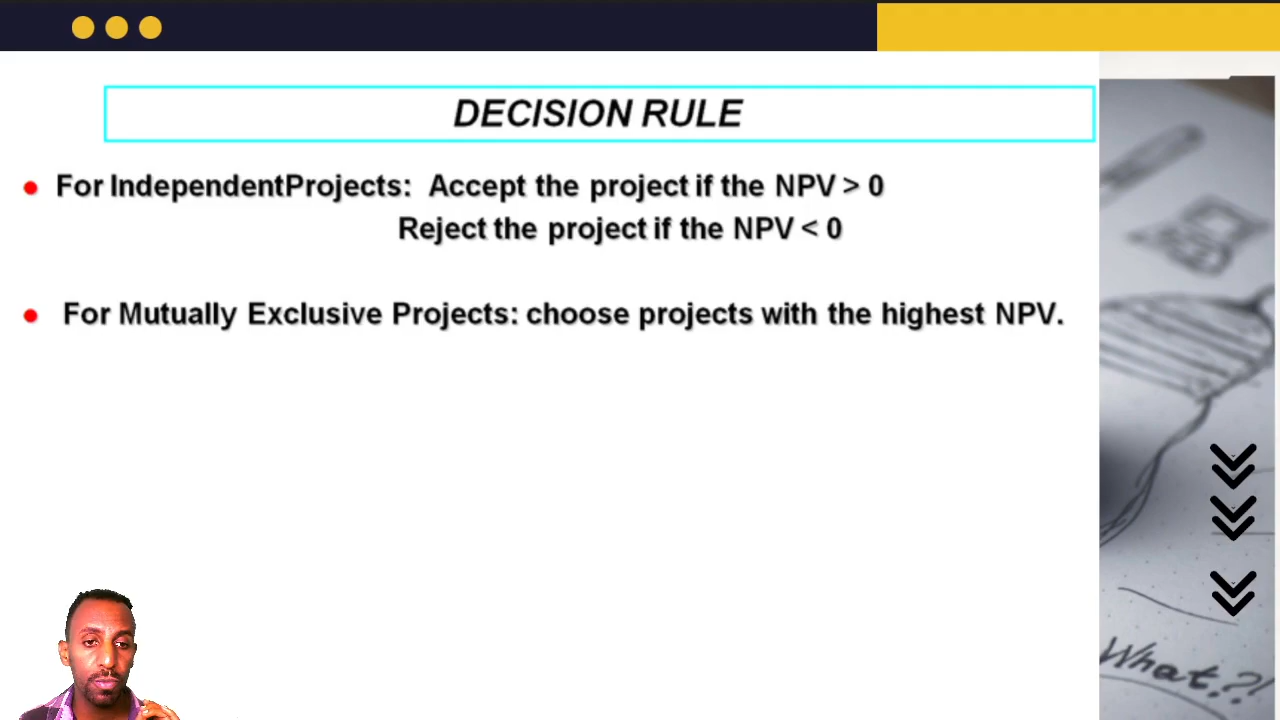 DECISION RULE
• For IndependentProjects: Accept the project if the NPV > 0
Reject the project if the NPV < 0
• For Mutually Exclusive Projects: choose projects with the highest NPV.
What?!